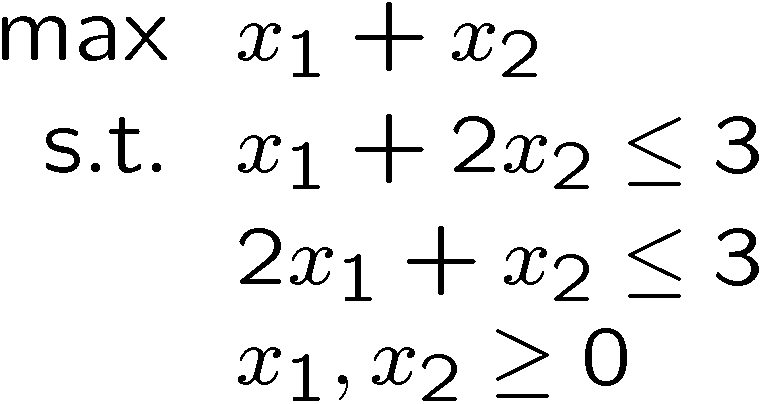 max x₁ + x₂
s.t. x₁ + 2x₂ ≤ 3
2x₁ + x₂ ≤ 3
x₁, x₂ ≥ 0